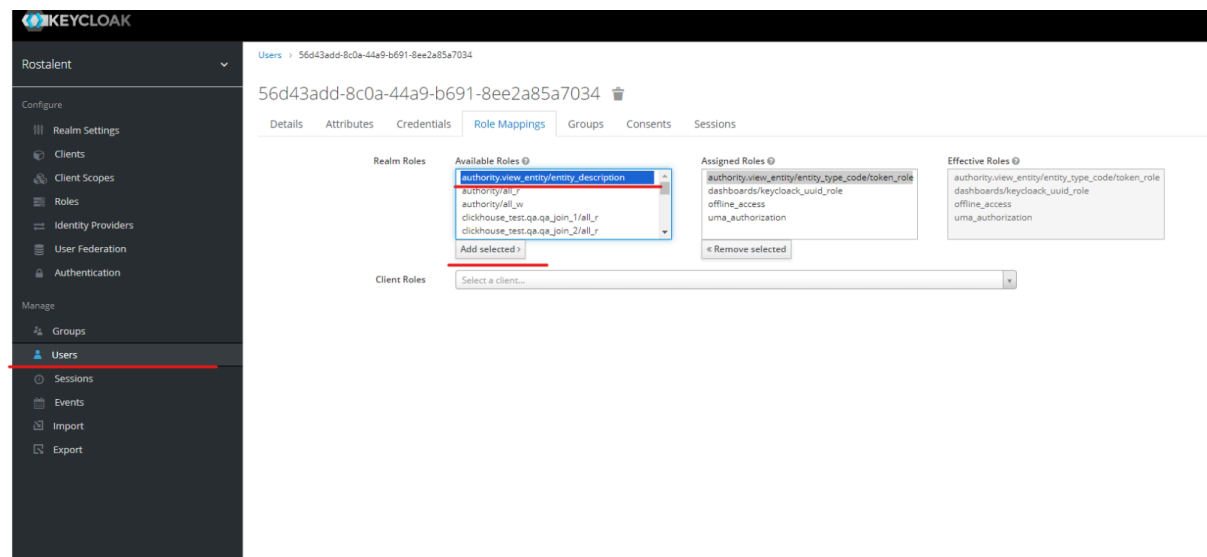 KEYCLOAK
Rostalent
Configure
Realm Settings
Clients
Client Scopes
Roles
Identity Providers
User Federation
Authentication
Manage
Groups
Users
Sessions
Events
Import
Export
Users > 56d43add-8c0a-44a9-b691-8ee2a85a7034
56d43add-8c0a-44a9-b691-8ee2a85a7034
Details Attributes Credentials Role Mappings Groups Consents Sessions
Realm Roles
Available Roles
authority.view_entity/entity_description
authority/all_r
authority/all_w
clickhouse_test.qa.qa_join_1/all_r
clickhouse_test.qa.qa_join_2/all_r
Add selected >
Assigned Roles
authority.view_entity/entity_type_code/token_role
dashboards/keycloack_uuid_role
offline_access
uma_authorization
« Remove selected
Effective Roles
authority.view_entity/entity_type_code/token_role
dashboards/keycloack_uuid_role
offline_access
uma_authorization
Client Roles
Select a client...